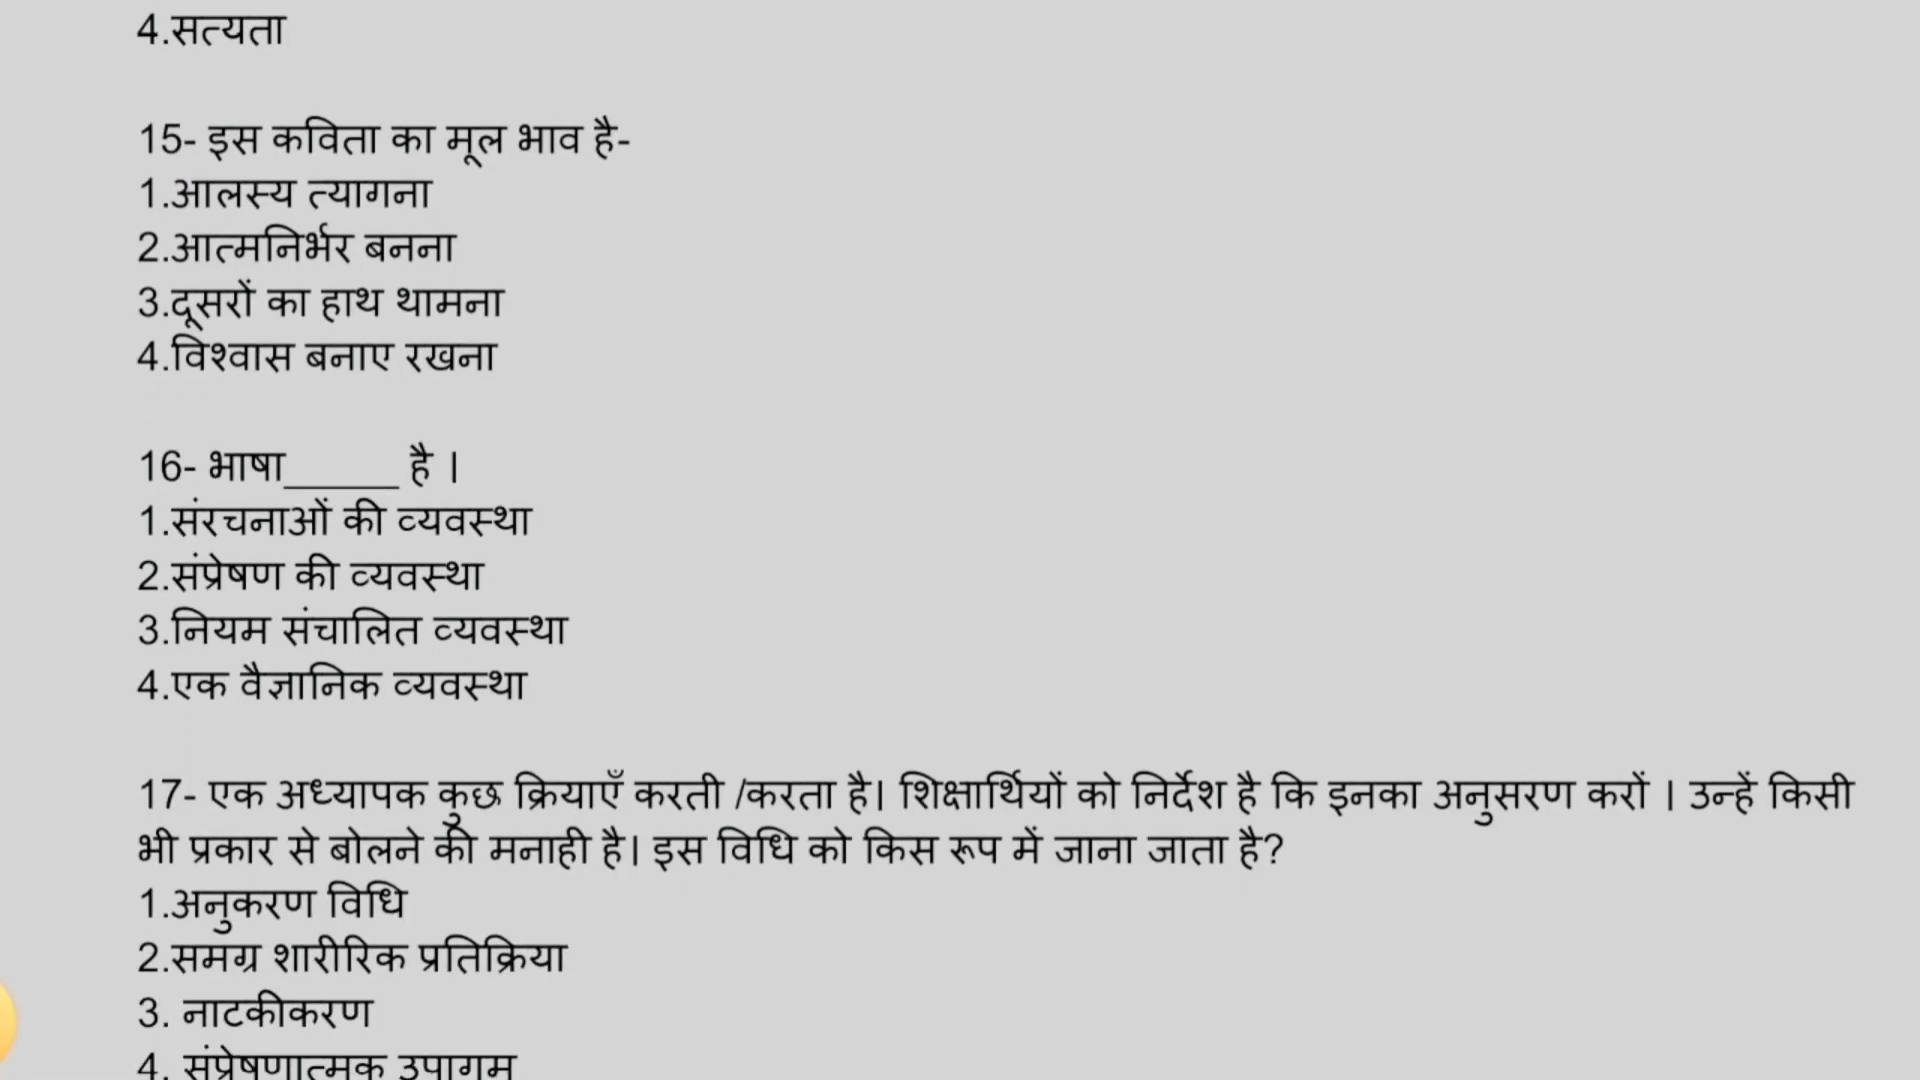 4.सत्यता
15- इस कविता का मूल भाव है-
1.आलस्य त्यागना
2.आत्मनिर्भर बनना
3.दूसरों का हाथ थामना
4.विश्वास बनाए रखना
16- भाषा______ है ।
1.संरचनाओं की व्यवस्था
2.संप्रेषण की व्यवस्था
3.नियम संचालित व्यवस्था
4.एक वैज्ञानिक व्यवस्था
17- एक अध्यापक कुछ क्रियाएँ करती /करता है। शिक्षार्थियों को निर्देश है कि इनका अनुसरण करों । उन्हें किसी
भी प्रकार से बोलने की मनाही है। इस विधि को किस रूप में जाना जाता है?
1.अनुकरण विधि
2.समग्र शारीरिक प्रतिक्रिया
3. नाटकीकरण
4. संप्रेषणात्मक उपागम